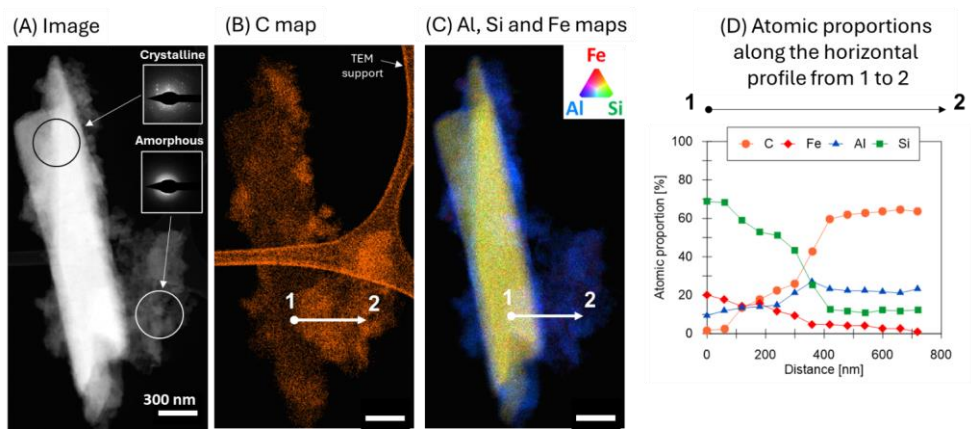 (A) Image
Crystalline
Amorphous
300 nm
(B) C map
TEM
support
1
2
(C) Al, Si and Fe maps
Fe
Al
Si
1
2
(D) Atomic proportions
along the horizontal
profile from 1 to 2
1
2
C Fe Al Si
Atomic proportion [%]
100
80
60
40
20
0
0 200 400 600 800
Distance [nm]